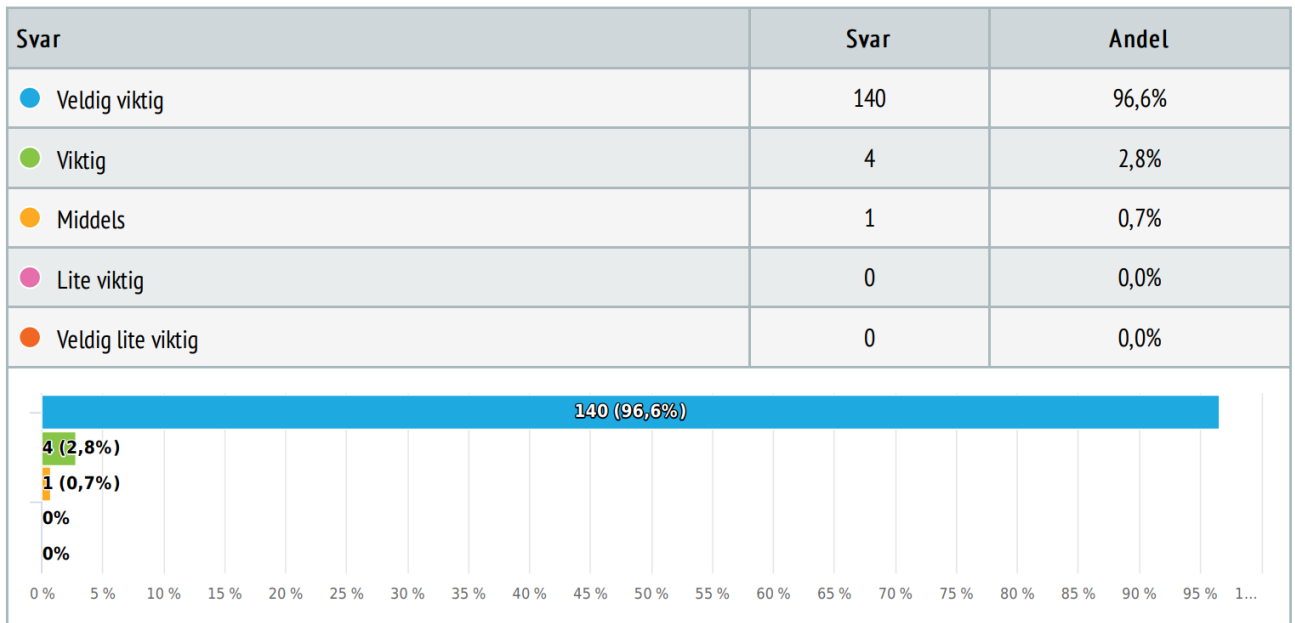 Svar Svar Andel
Veldig viktig 140 96,6%
Viktig 4 2,8%
Middels 1 0,7%
Lite viktig 0 0,0%
Veldig lite viktig 0 0,0%
140 (96,6%)
4 (2,8%)
1 (0,7%)
0%
0%
0 % 5 % 10 % 15 % 20 % 25 % 30 % 35 % 40 % 45 % 50 % 55 % 60 % 65 % 70 % 75 % 80 % 85 % 90 % 95 % 1...